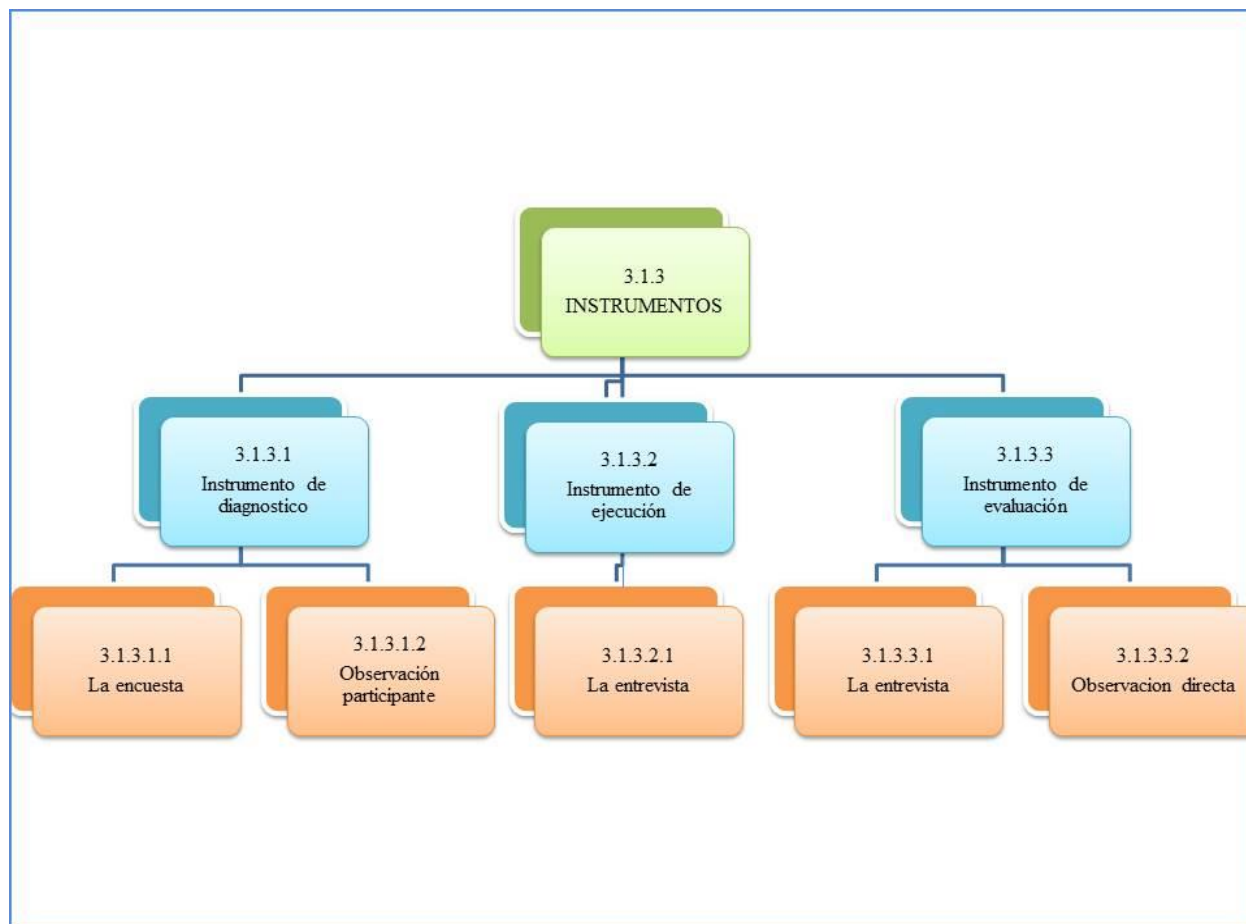 3.1.3
INSTRUMENTOS
3.1.3.1
Instrumento de
diagnostico
3.1.3.2
Instrumento de
ejecución
3.1.3.3
Instrumento de
evaluación
3.1.3.1.1
La encuesta
3.1.3.1.2
Observación
participante
3.1.3.2.1
La entrevista
3.1.3.3.1
La entrevista
3.1.3.3.2
Observacion directa